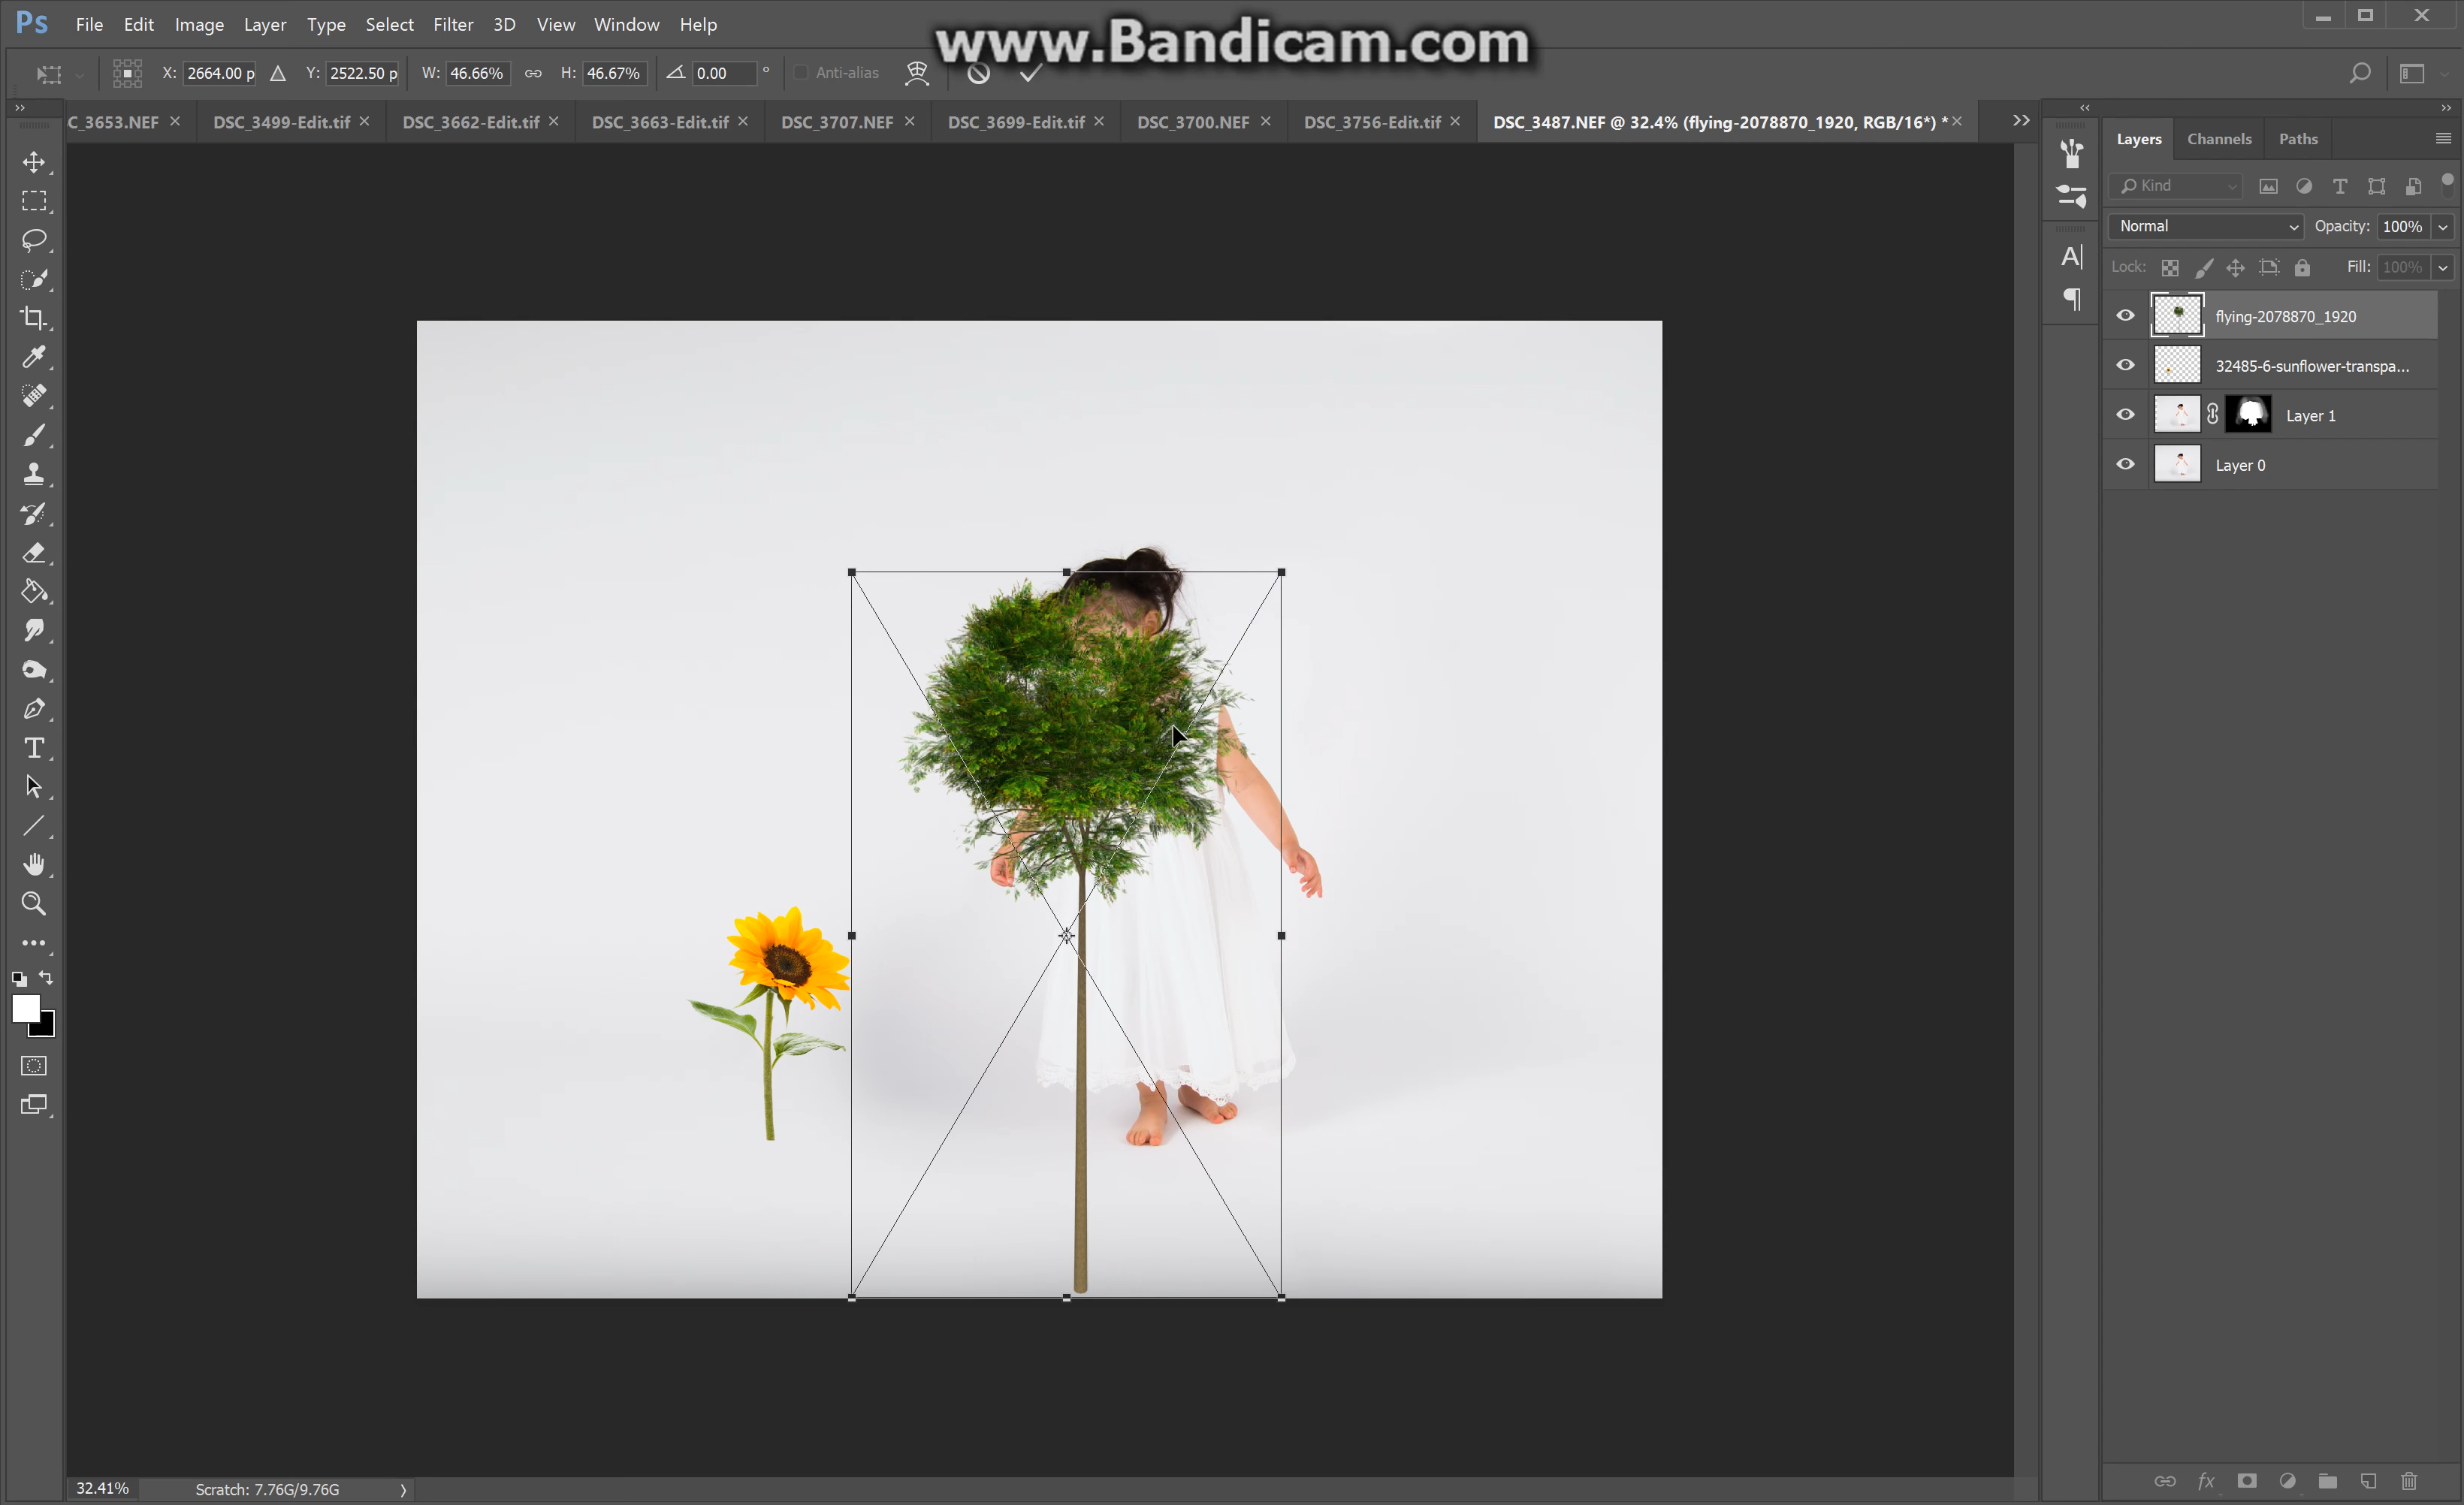 Ps File Edit Image Layer Type Select Filter 3D View Window Help
www.Bandicam.com
X: 2664.00 p Y: 2522.50 p W: 46.66% H: 46.67% 0.00 ° Anti-alias
C_3653.NEF × DSC_3499-Edit.tif × DSC_3662-Edit.tif × DSC_3663-Edit.tif × DSC_3707.NEF × DSC_3699-Edit.tif × DSC_3700.NEF × DSC_3756-Edit.tif × DSC_3487.NEF @ 32.4% (flying-2078870_1920, RGB/16*) * ×
Layers Channels Paths
Kind
Normal Opacity: 100%
Lock: Fill: 100%
flying-2078870_1920
32485-6-sunflower-transpa...
Layer 1
Layer 0
32.41% Scratch: 7.76G/9.76G